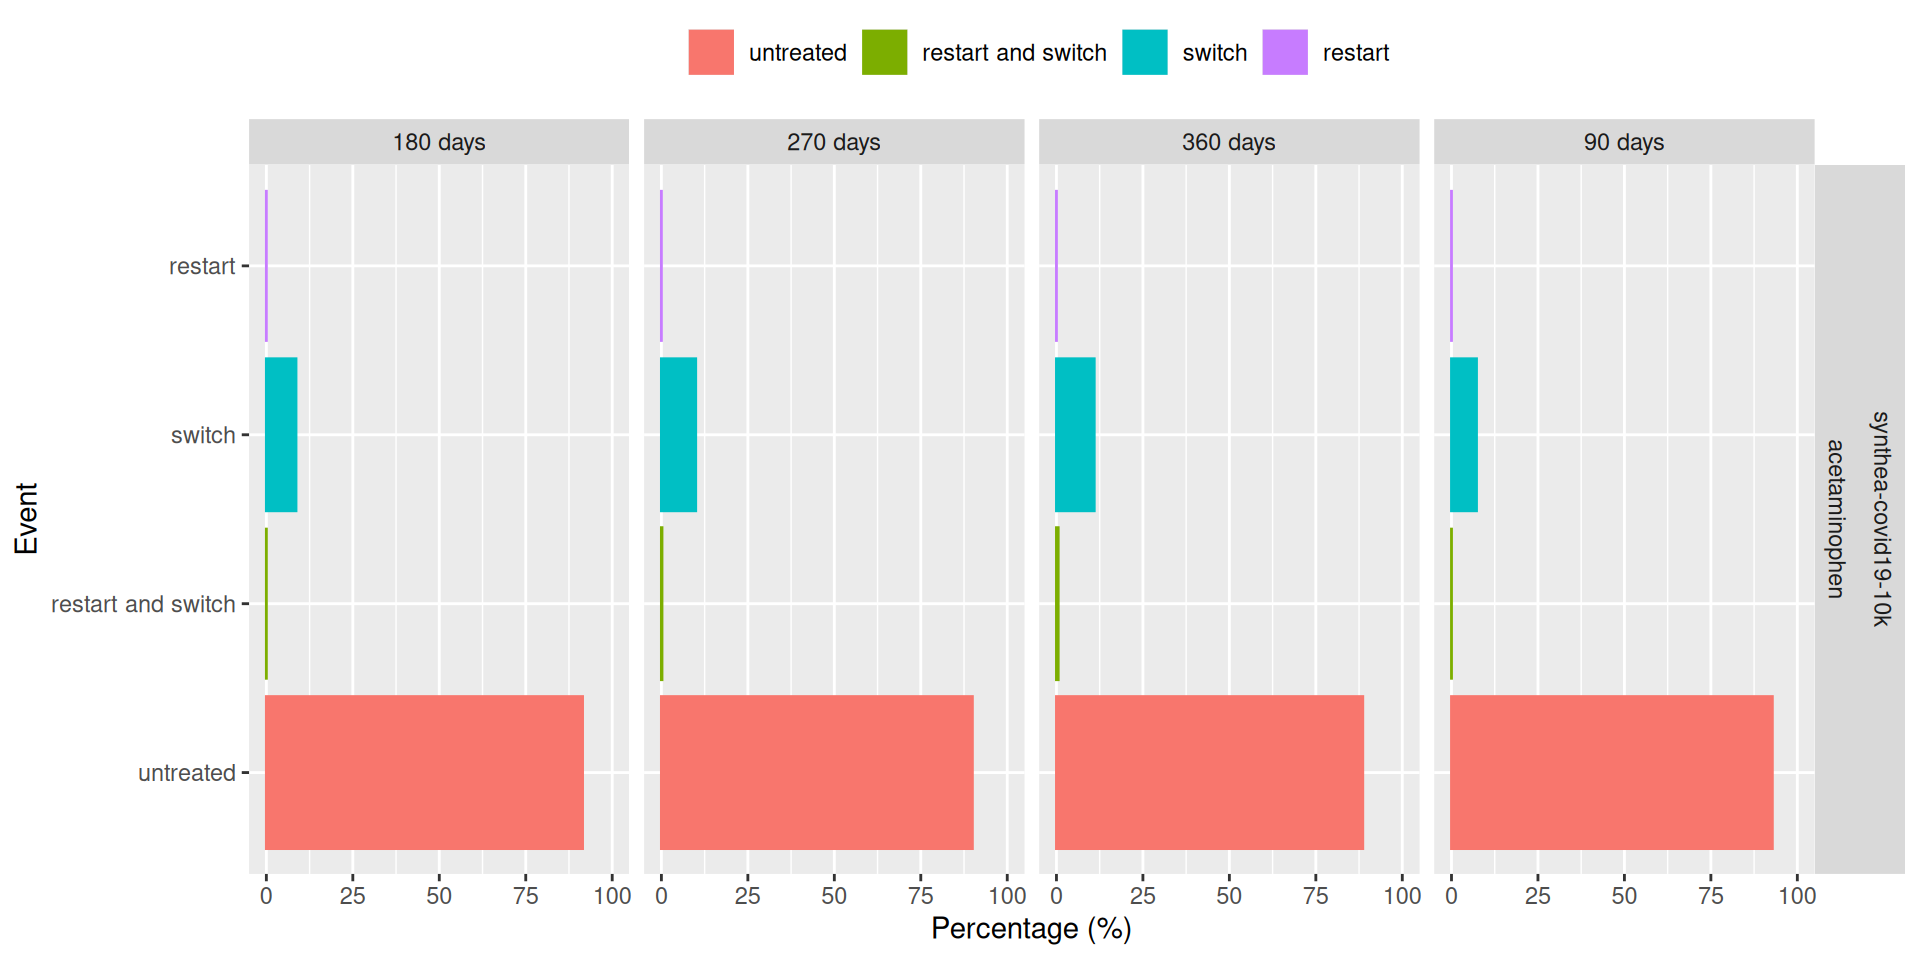 untreated restart and switch switch restart
180 days 270 days 360 days 90 days
restart
switch
restart and switch
untreated
Event
synthea-covid19-10k
acetaminophen
0 25 50 75 100 0 25 50 75 100 0 25 50 75 100 0 25 50 75 100
Percentage (%)